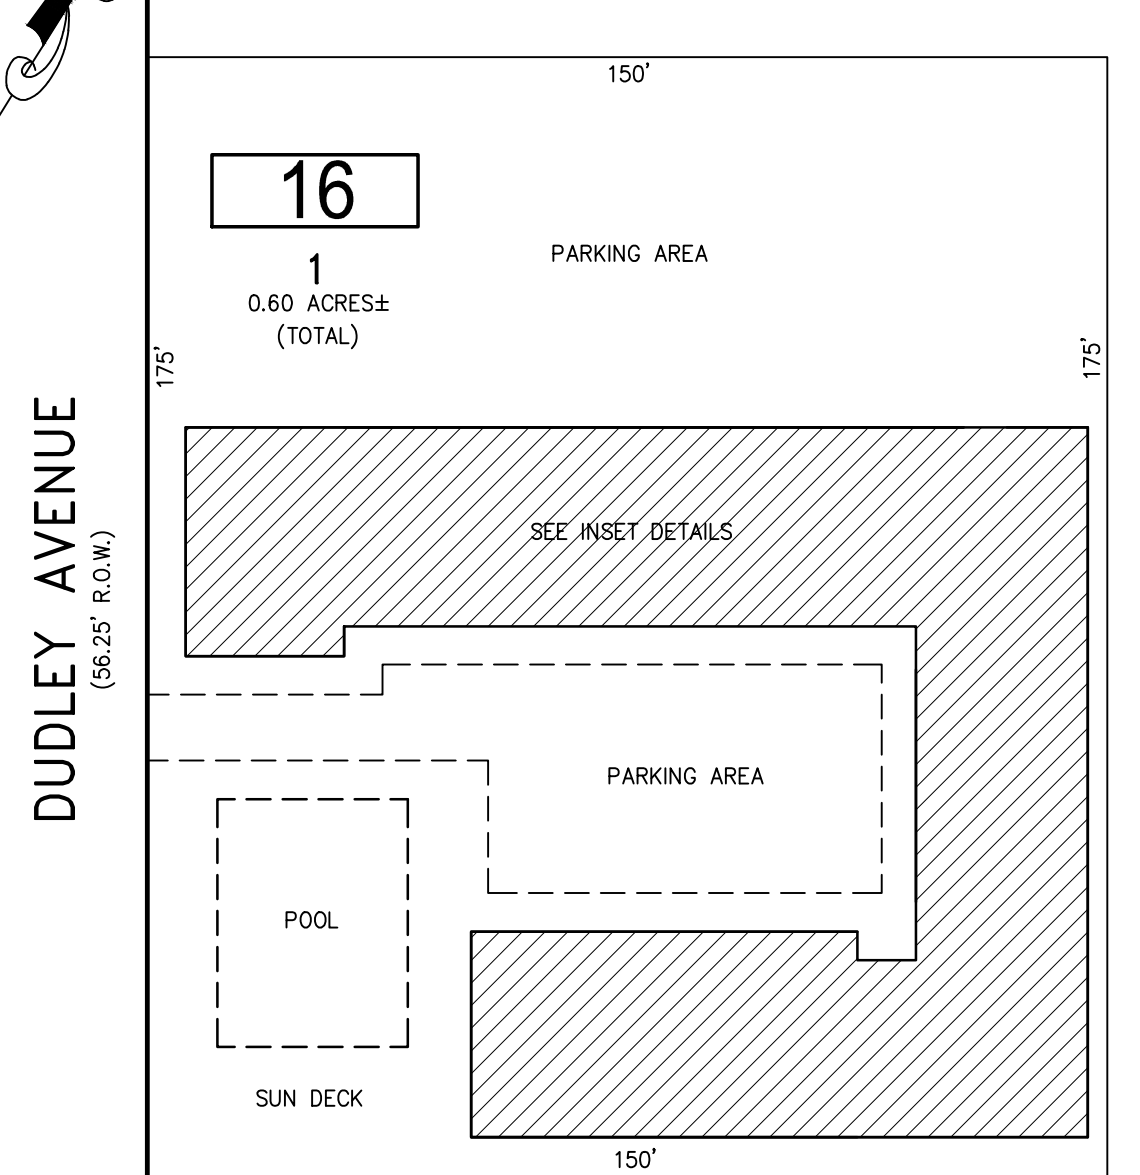 150'
16
1
0.60 ACRES±
(TOTAL)
PARKING AREA
175'
175'
DUDLEY AVENUE
(56.25' R.O.W.)
SEE INSET DETAILS
PARKING AREA
POOL
SUN DECK
150'